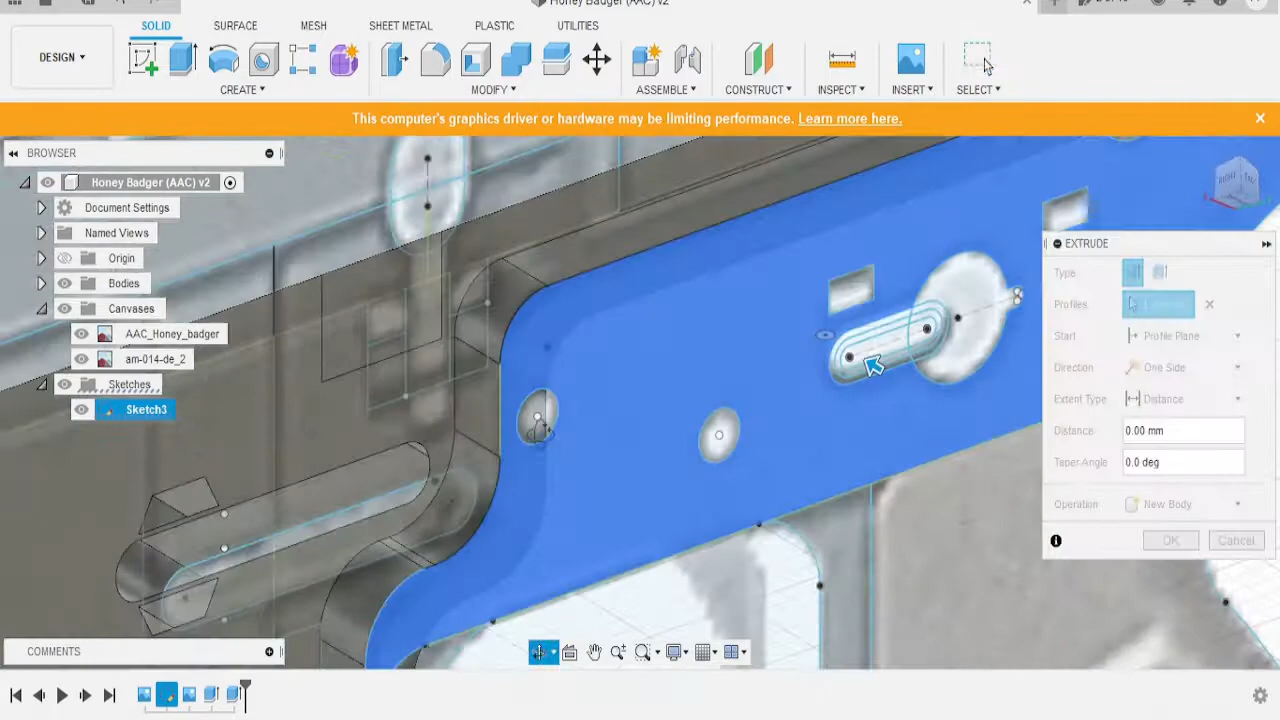 Honey Badger (AAC) v2
SOLID
SURFACE
MESH
SHEET METAL
PLASTIC
UTILITIES
DESIGN
CREATE
MODIFY
ASSEMBLE
CONSTRUCT
INSPECT
INSERT
SELECT
This computer's graphics driver or hardware may be limiting performance. Learn more here.
BROWSER
Honey Badger (AAC) v2
Document Settings
Named Views
Origin
Bodies
Canvases
AAC_Honey_badger
am-014-de_2
Sketches
Sketch3
RIGHT
EXTRUDE
Type
Profiles
Start
Profile Plane
Direction
One Side
Extent Type
Distance
Distance
0.00 mm
Taper Angle
0.0 deg
Operation
New Body
OK
Cancel
COMMENTS